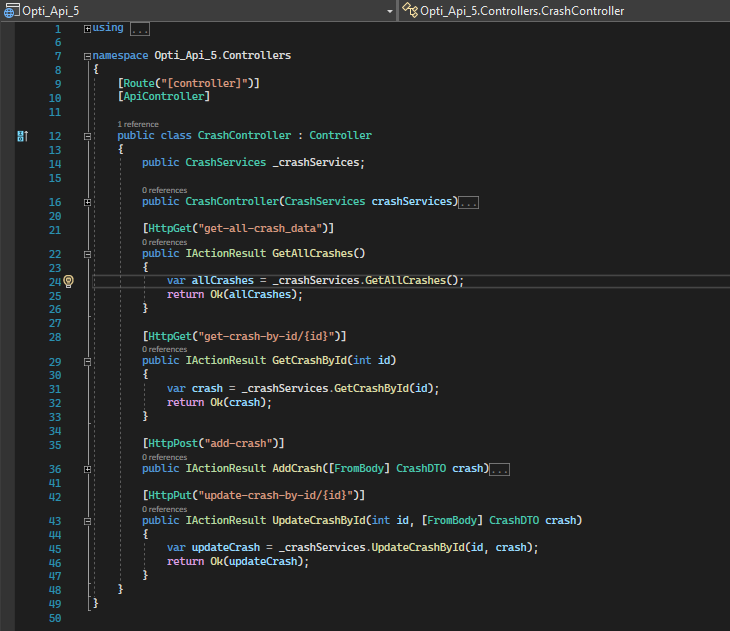 Opti_Api_5 Opti_Api_5.Controllers.CrashController
1 using ...
6
7 namespace Opti_Api_5.Controllers
8 {
9 [Route("[controller]")]
10 [ApiController]
11
1 reference
12 public class CrashController : Controller
13 {
14 public CrashServices _crashServices;
15
0 references
16 public CrashController(CrashServices crashServices)...
20
21 [HttpGet("get-all-crash_data")]
0 references
22 public IActionResult GetAllCrashes()
23 {
24 var allCrashes = _crashServices.GetAllCrashes();
25 return Ok(allCrashes);
26 }
27
28 [HttpGet("get-crash-by-id/{id}")]
0 references
29 public IActionResult GetCrashById(int id)
30 {
31 var crash = _crashServices.GetCrashById(id);
32 return Ok(crash);
33 }
34
35 [HttpPost("add-crash")]
0 references
36 public IActionResult AddCrash([FromBody] CrashDTO crash)...
41
42 [HttpPut("update-crash-by-id/{id}")]
0 references
43 public IActionResult UpdateCrashById(int id, [FromBody] CrashDTO crash)
44 {
45 var updateCrash = _crashServices.UpdateCrashById(id, crash);
46 return Ok(updateCrash);
47 }
48 }
49 }
50